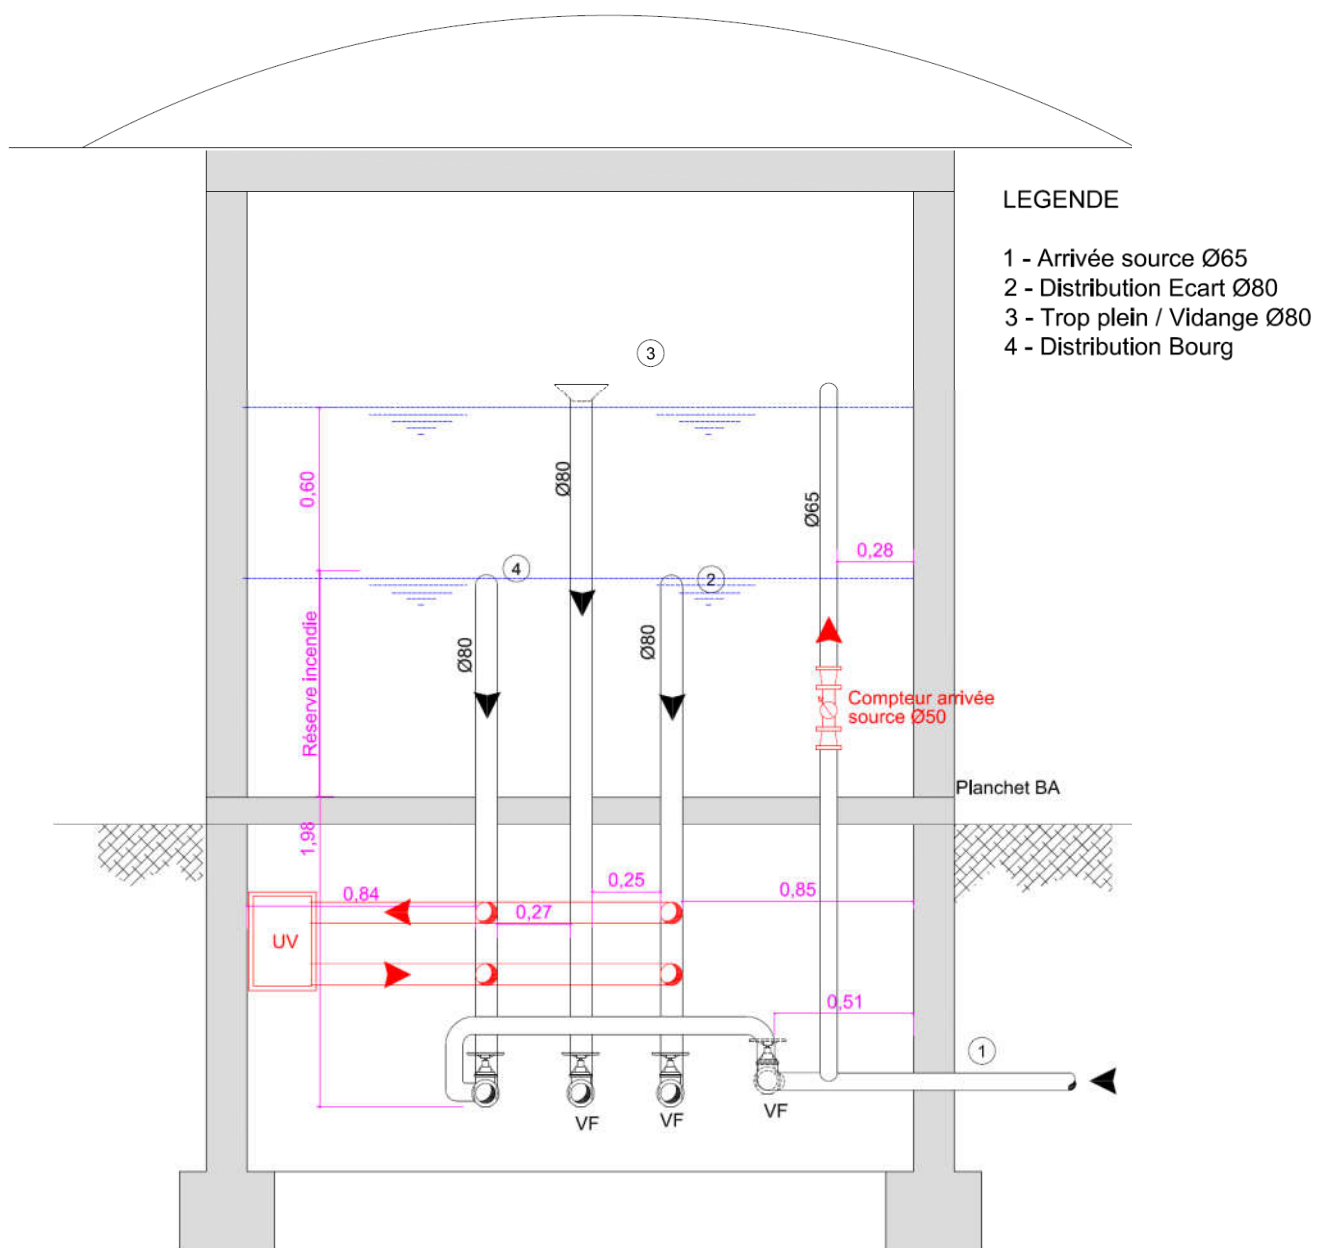 LEGENDE
1 - Arrivée source Ø65
2 - Distribution Ecart Ø80
3 - Trop plein / Vidange Ø80
4 - Distribution Bourg
3
0,60
Ø80
Ø65
0,28
4
2
Réserve incendie
Ø80
Ø80
Compteur arrivée
source Ø50
Planchet BA
1,98
0,84
0,25
0,85
0,27
UV
0,51
1
VF
VF
VF